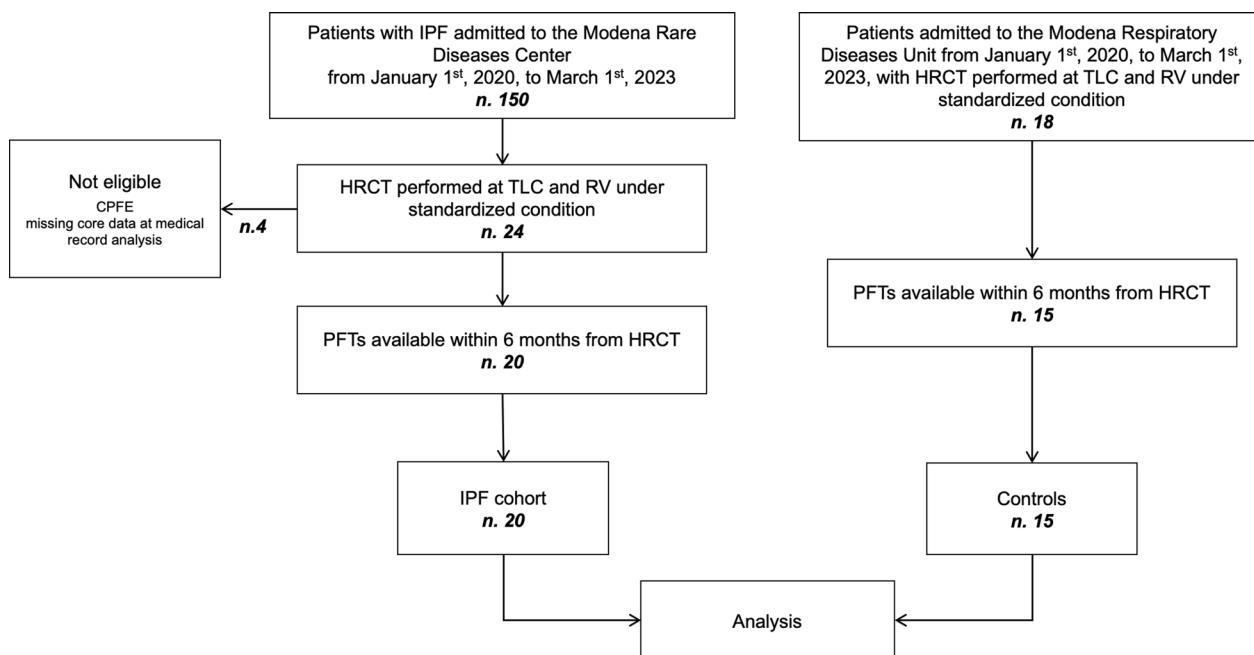 Patients with IPF admitted to the Modena Rare
Diseases Center
from January 1st, 2020, to March 1st, 2023
n. 150
Patients admitted to the Modena Respiratory
Diseases Unit from January 1st, 2020, to March 1st,
2023, with HRCT performed at TLC and RV under
standardized condition
n. 18
Not eligible
CPFE
missing core data at medical
record analysis
n.4
HRCT performed at TLC and RV under
standardized condition
n. 24
PFTs available within 6 months from HRCT
n. 20
PFTs available within 6 months from HRCT
n. 15
IPF cohort
n. 20
Controls
n. 15
Analysis